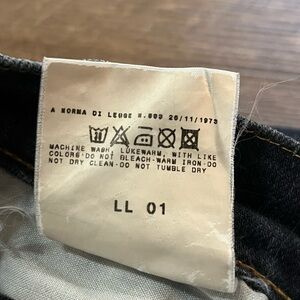 A NORMA DI LEGGE N.883 26/11/1973
MACHINE WASH, LUKEWARM, WITH LIKE
COLORS-DO NOT BLEACH-WARM IRON-DO
NOT DRY CLEAN-DO NOT TUMBLE DRY
LL 01